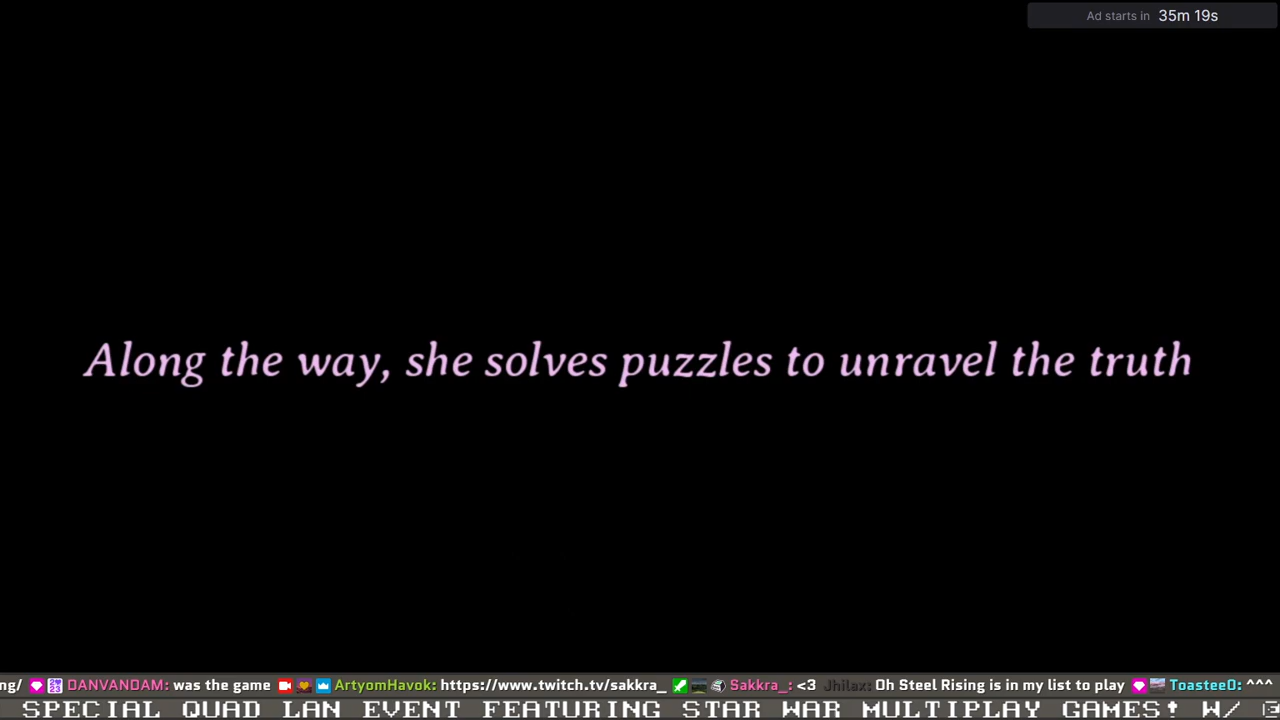 Ad starts in 35m 19s
Along the way, she solves puzzles to unravel the truth
ng/ DANVANDAM: was the game ArtyomHavok: https://www.twitch.tv/sakkra_ Sakkra_: <3 Jhilax: Oh Steel Rising is in my list to play ToasteeO: ^^^
SPECIAL QUAD LAN EVENT FEATURING STAR WAR MULTIPLAY GAMES! W/